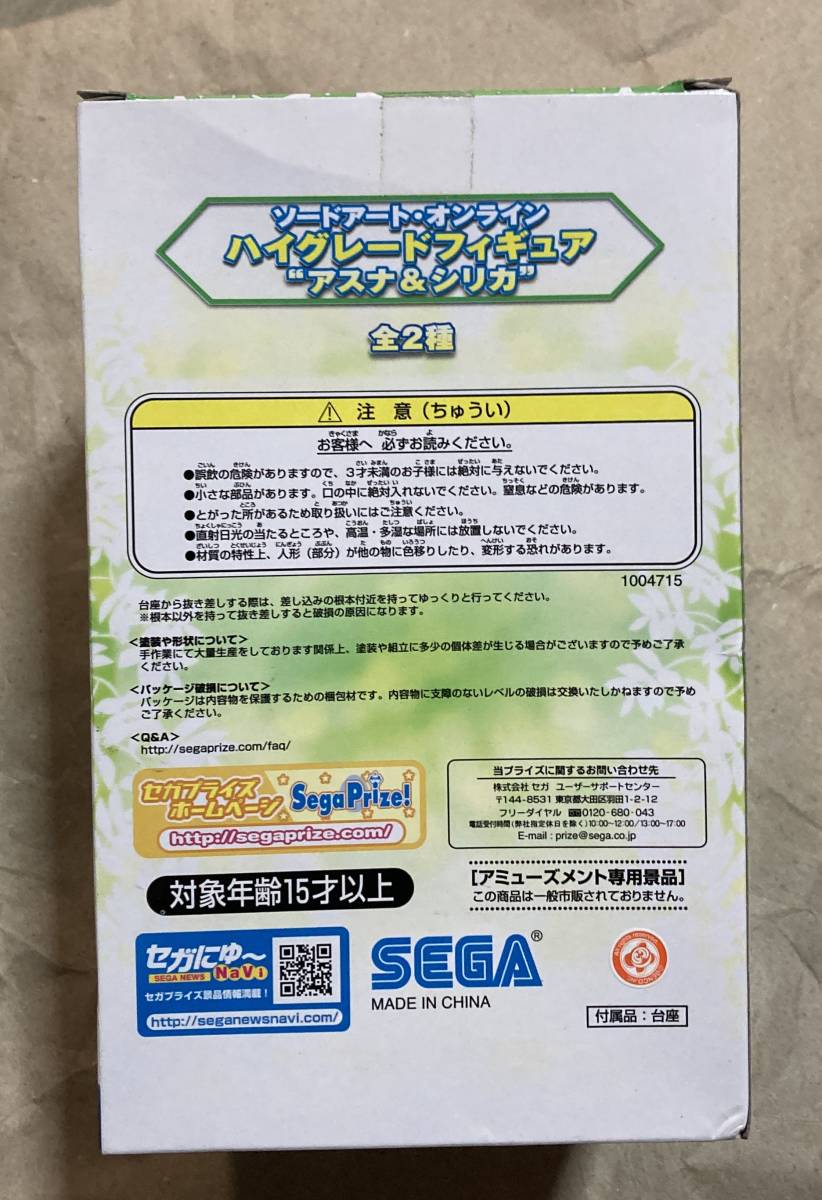 ソードアート・オンライン
ハイグレードフィギュア
“アスナ＆シリカ”
全2種
⚠ 注 意（ちゅうい）
お客様へ 必ずお読みください。
●誤飲の危険がありますので、3才未満のお子様には絶対に与えないでください。
●小さな部品があります。口の中に絶対入れないでください。窒息などの危険があります。
●とがった所があるため取り扱いにはご注意ください。
●直射日光の当たるところや、高温・多湿な場所には放置しないでください。
●材質の特性上、人形（部分）が他の物に色移りしたり、変形する恐れがあります。
1004715
台座から抜き差しする際は、差し込みの根本付近を持ってゆっくりと行ってください。
※根本以外を持って抜き差しすると破損の原因になります。
＜塗装や形状について＞
手作業にて大量生産をしております関係上、塗装や組立に多少の個体差が生じる場合がございますので予めご了承
ください。
＜パッケージ破損について＞
パッケージは内容物を保護するための梱包材です。内容物に支障のないレベルの破損は交換いたしかねますので予め
ご了承ください。
＜Q&A＞
http://segaprize.com/faq/
セガプライズ
ホームページ
SegaPrize!
http://segaprize.com/
当プライズに関するお問い合わせ先
株式会社 セガ ユーザーサポートセンター
〒144-8531 東京都大田区羽田1-2-12
フリーダイヤル 0120-680-043
電話受付時間(弊社指定休日を除く)10:00～12:00/13:00～17:00
E-mail : prize@sega.co.jp
対象年齢15才以上
[アミューズメント専用景品]
この商品は一般市販されておりません。
セガにゅ〜
SEGA NEWS NaVi
セガプライズ景品情報満載！
http://seganewsnavi.com/
SEGA®
MADE IN CHINA
付属品：台座